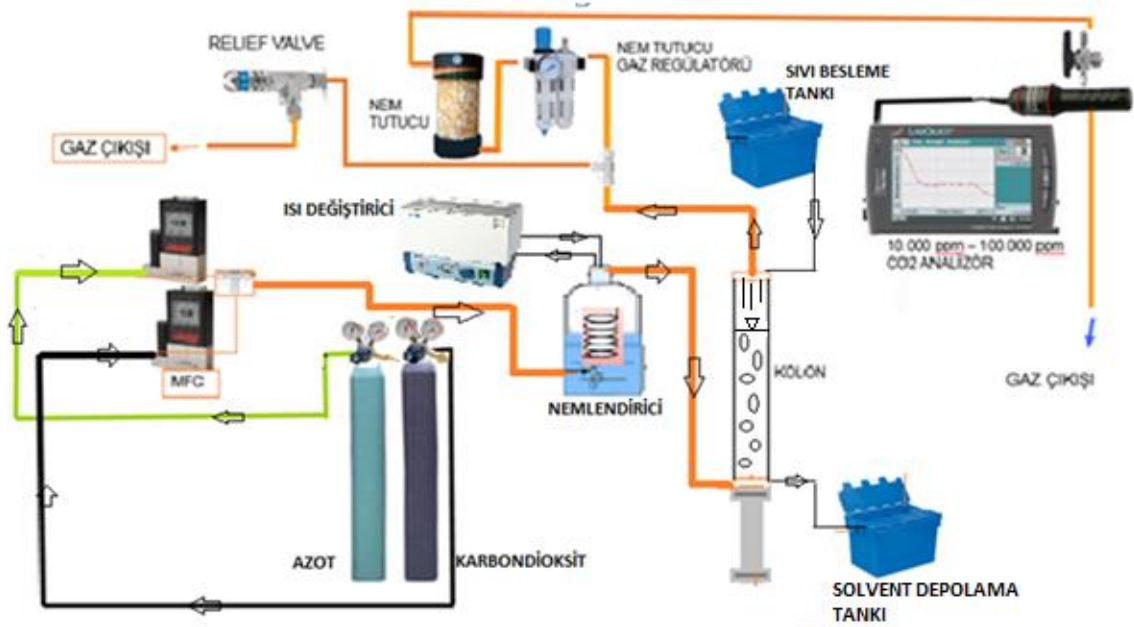 RELIEF VALVE
NEM TUTUCU
GAZ REGÜLATÖRÜ
SIVI BESLEME
TANKI
NEM
TUTUCU
GAZ ÇIKIŞI
LabQuest
ISI DEĞİŞTİRİCİ
10.000 ppm – 100 000 ppm
CO2 ANALİZÖR
MFC
KOLON
GAZ ÇIKIŞI
NEMLENDİRİCİ
AZOT
KARBONDİOKSİT
SOLVENT DEPOLAMA
TANKI